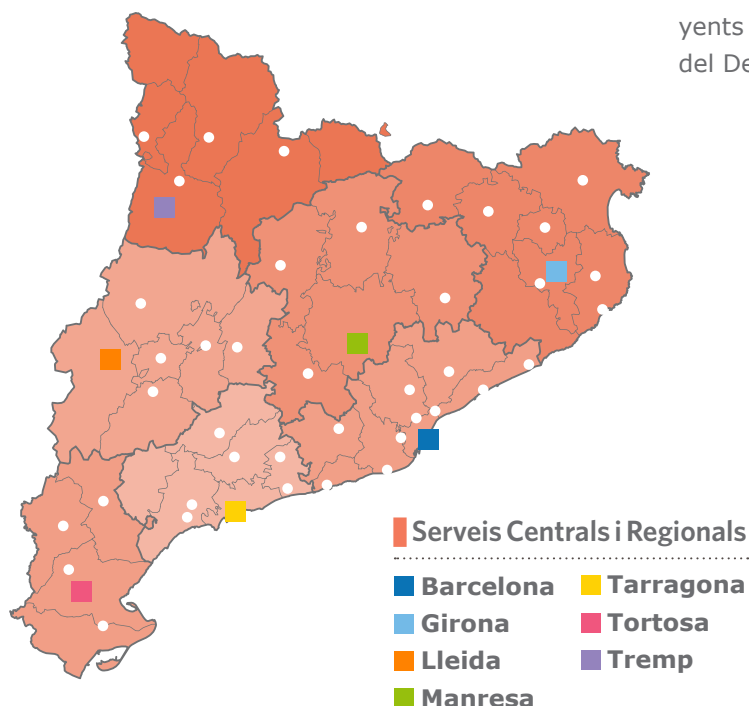 yents
del De
Serveis Centrals i Regionals
Barcelona
Girona
Lleida
Manresa
Tarragona
Tortosa
Tremp